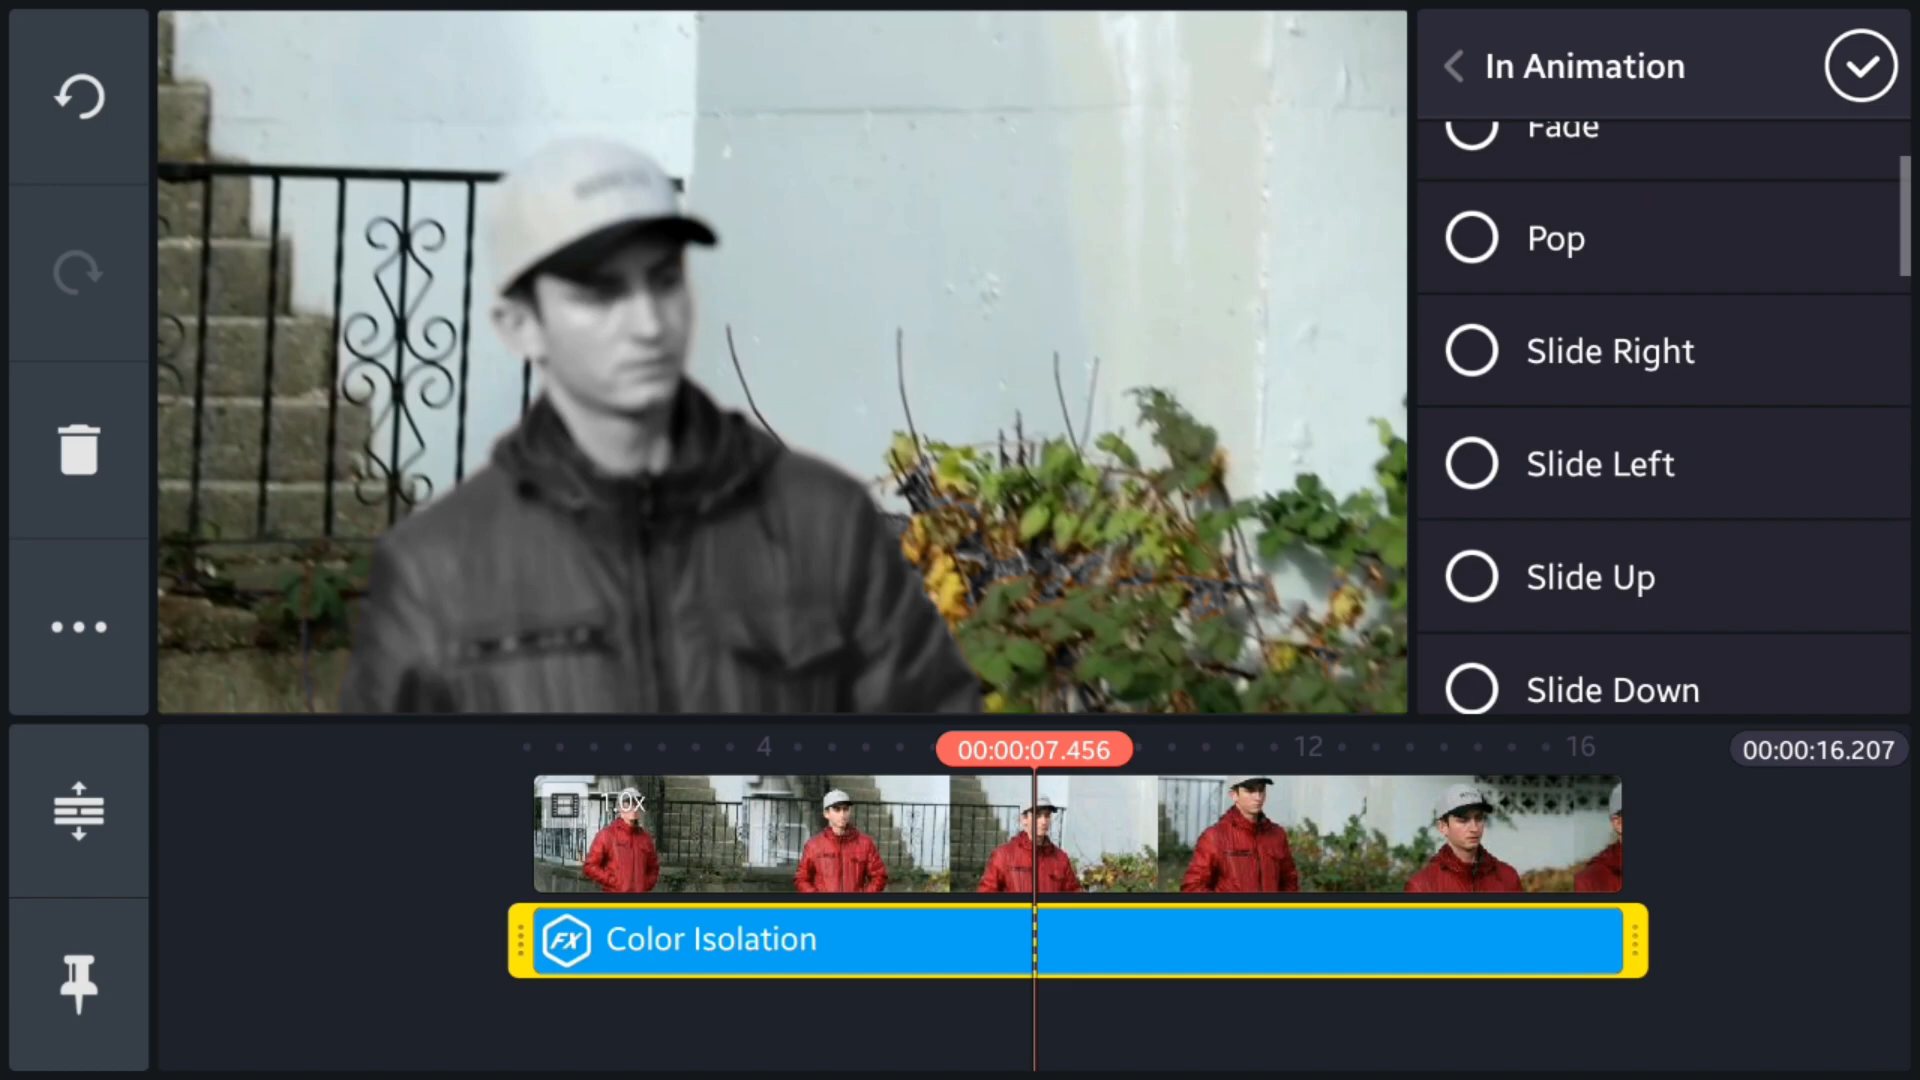 In Animation
Fade
Pop
Slide Right
Slide Left
Slide Up
Slide Down
4
00:00:07.456
12
16
00:00:16.207
1.0x
FX
Color Isolation